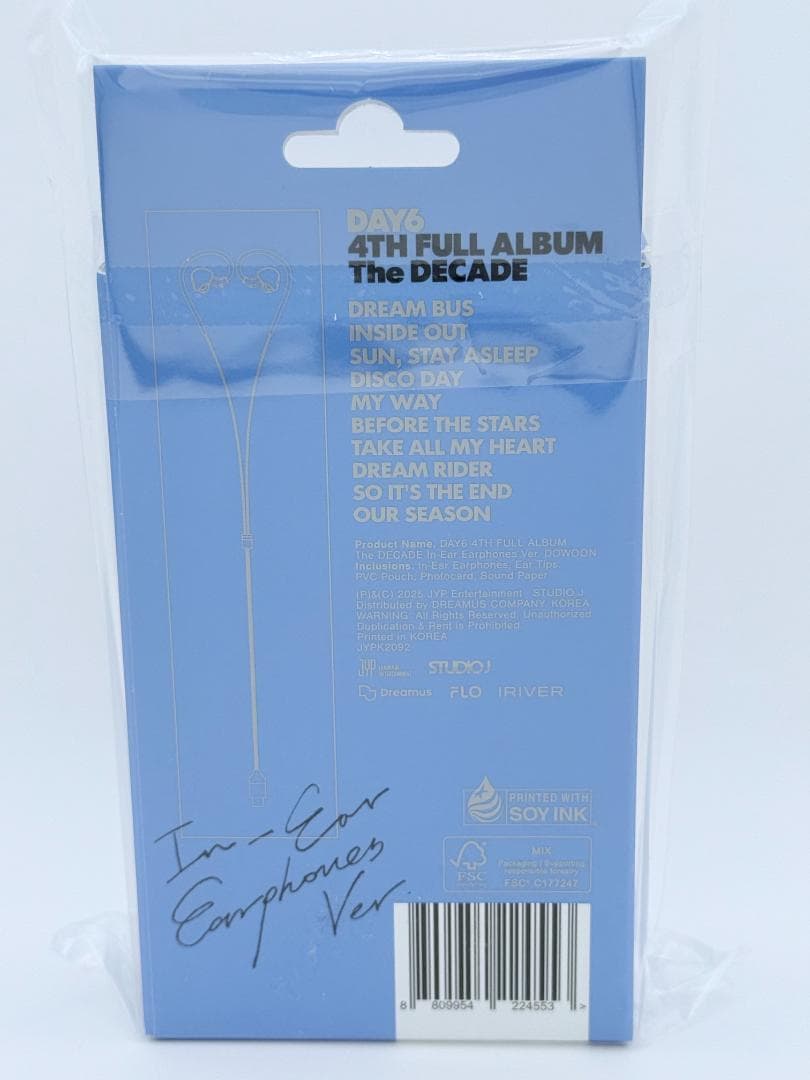 DAY6
4TH FULL ALBUM
The DECADE
DREAM BUS
INSIDE OUT
SUN, STAY ASLEEP
DISCO DAY
MY WAY
BEFORE THE STARS
TAKE ALL MY HEART
DREAM RIDER
SO IT'S THE END
OUR SEASON
Product Name. DAY6 4TH FULL ALBUM
The DECADE In-Ear Earphones Ver. DOWOON
Inclusions. In-Ear Earphones, Ear Tips,
PVC Pouch, Photocard, Sound Paper
(P)&(C) 2025 JYP Entertainment · STUDIO J
Distributed by DREAMUS COMPANY. KOREA
WARNING: All Rights Reserved. Unauthorized
Duplication & Rent is Prohibited.
Printed in KOREA
JYPK2092
JYP STUDIO J
Dreamus FLO IRIVER
PRINTED WITH
SOY INK
MIX
Packaging | Supporting
responsible forestry
FSC FSC® C177247
In-Ear
Earphones
Ver.
8 809954 224553 >